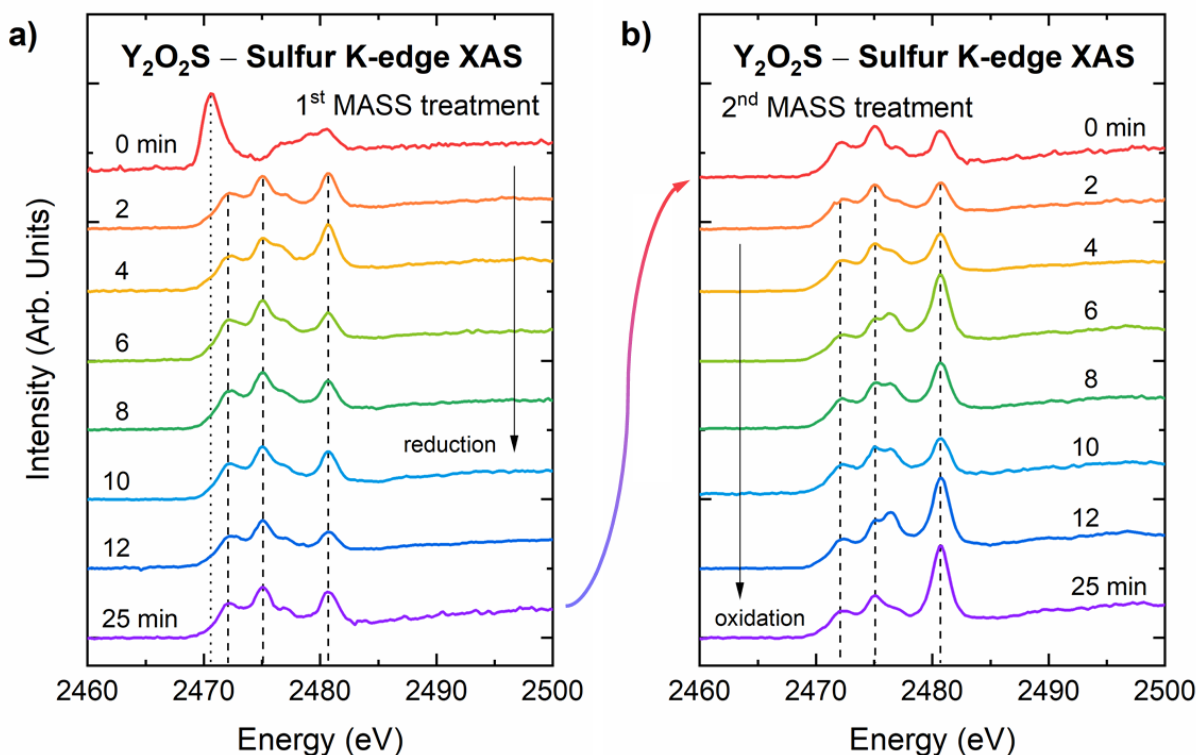 a)
Y₂O₂S – Sulfur K-edge XAS
1st MASS treatment
0 min
2
4
6
8
reduction
10
12
25 min
2460 2470 2480 2490 2500
Energy (eV)
Intensity (Arb. Units)
b)
Y₂O₂S – Sulfur K-edge XAS
2nd MASS treatment
0 min
2
4
6
8
10
12
25 min
oxidation
2460 2470 2480 2490 2500
Energy (eV)